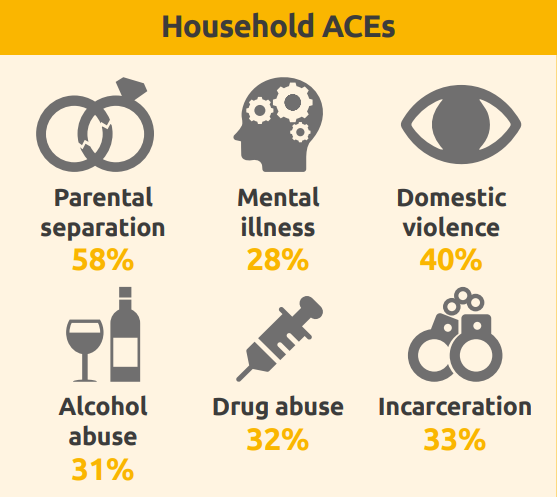 Household ACEs
Parental
separation
58%
Mental
illness
28%
Domestic
violence
40%
Alcohol
abuse
31%
Drug abuse
32%
Incarceration
33%